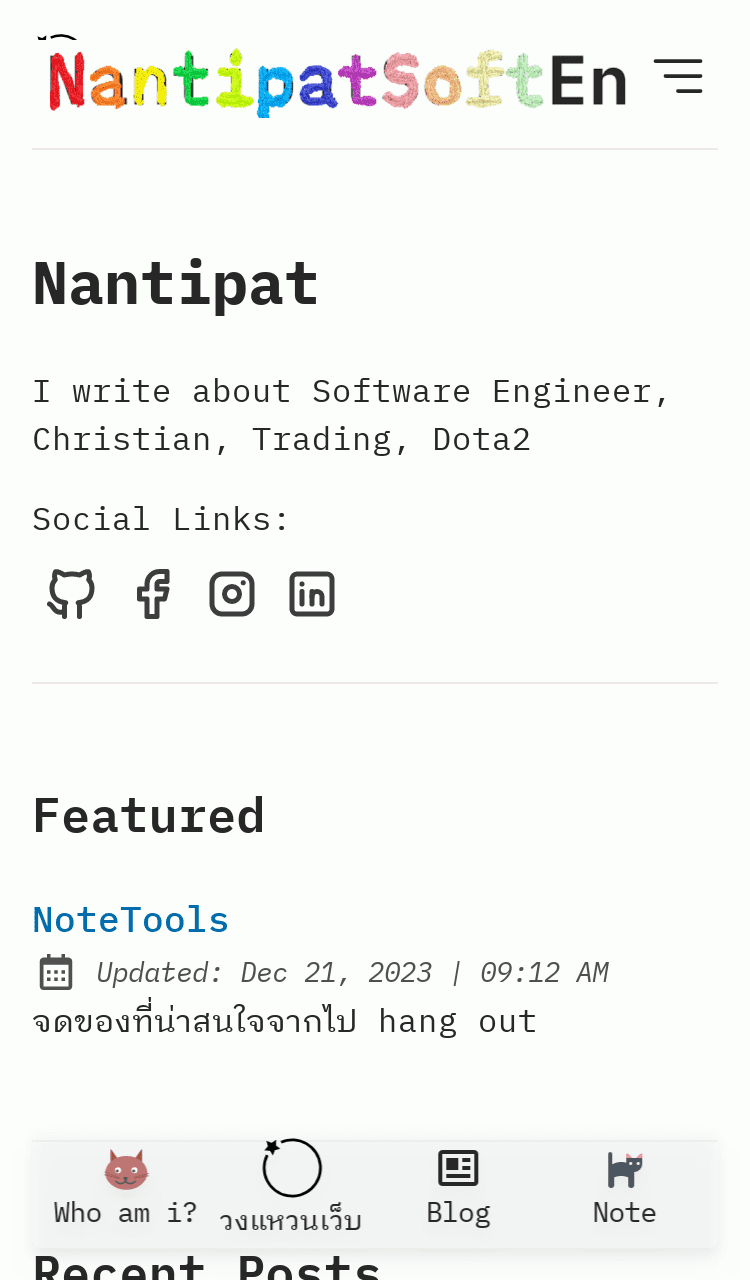 NantipatSoftEn
Nantipat
I write about Software Engineer,
Christian, Trading, Dota2
Social Links:
Featured
NoteTools
Updated: Dec 21, 2023 | 09:12 AM
จดของที่น่าสนใจจากไป hang out
Who am i?
วงแหวนเว็บ
Blog
Note
Recent Posts